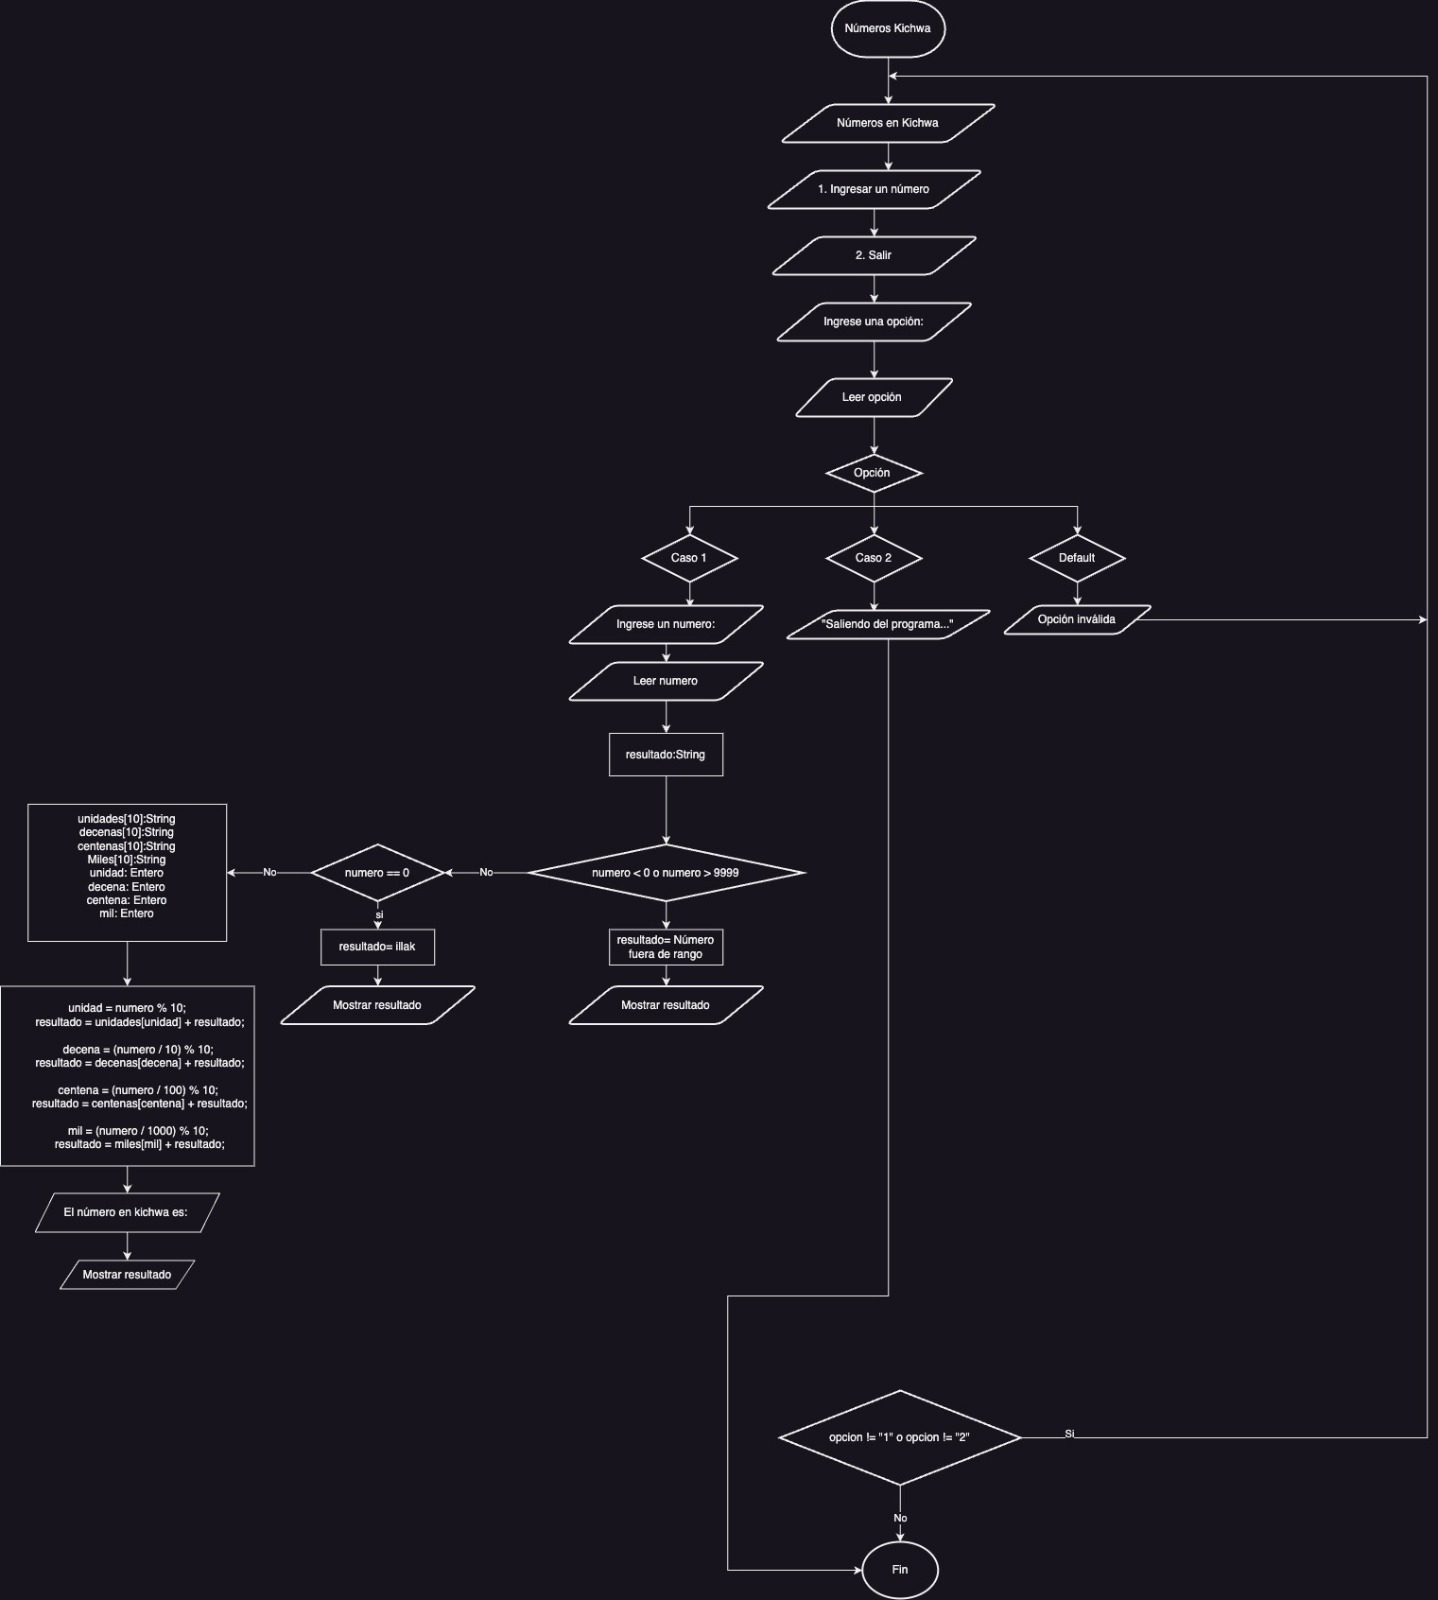 Números Kichwa
Números en Kichwa
1. Ingresar un número
2. Salir
Ingrese una opción:
Leer opción
Opción
Caso 1
Caso 2
Default
Ingrese un numero:
"Saliendo del programa..."
Opción inválida
Leer numero
resultado:String
unidades[10]:String
decenas[10]:String
centenas[10]:String
Miles[10]:String
unidad: Entero
decena: Entero
centena: Entero
mil: Entero
No
numero == 0
No
numero < 0 o numero > 9999
si
resultado= illak
resultado= Número
fuera de rango
Mostrar resultado
Mostrar resultado
unidad = numero % 10;
resultado = unidades[unidad] + resultado;
decena = (numero / 10) % 10;
resultado = decenas[decena] + resultado;
centena = (numero / 100) % 10;
resultado = centenas[centena] + resultado;
mil = (numero / 1000) % 10;
resultado = miles[mil] + resultado;
El número en kichwa es:
Mostrar resultado
opcion != "1" o opcion != "2"
Si
No
Fin